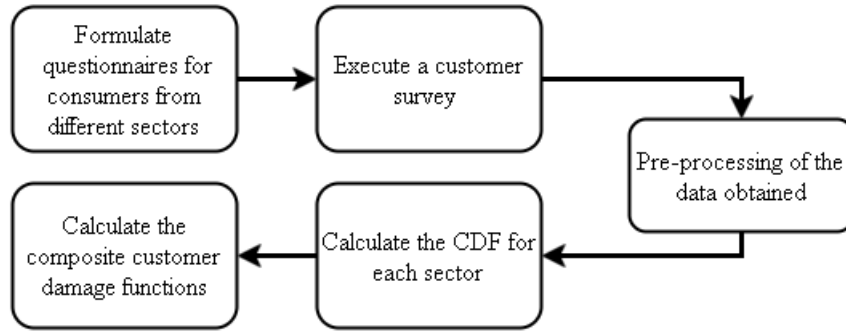 Formulate
questionnaires for
consumers from
different sectors
Execute a customer
survey
Pre-processing of the
data obtained
Calculate the CDF for
each sector
Calculate the
composite customer
damage functions